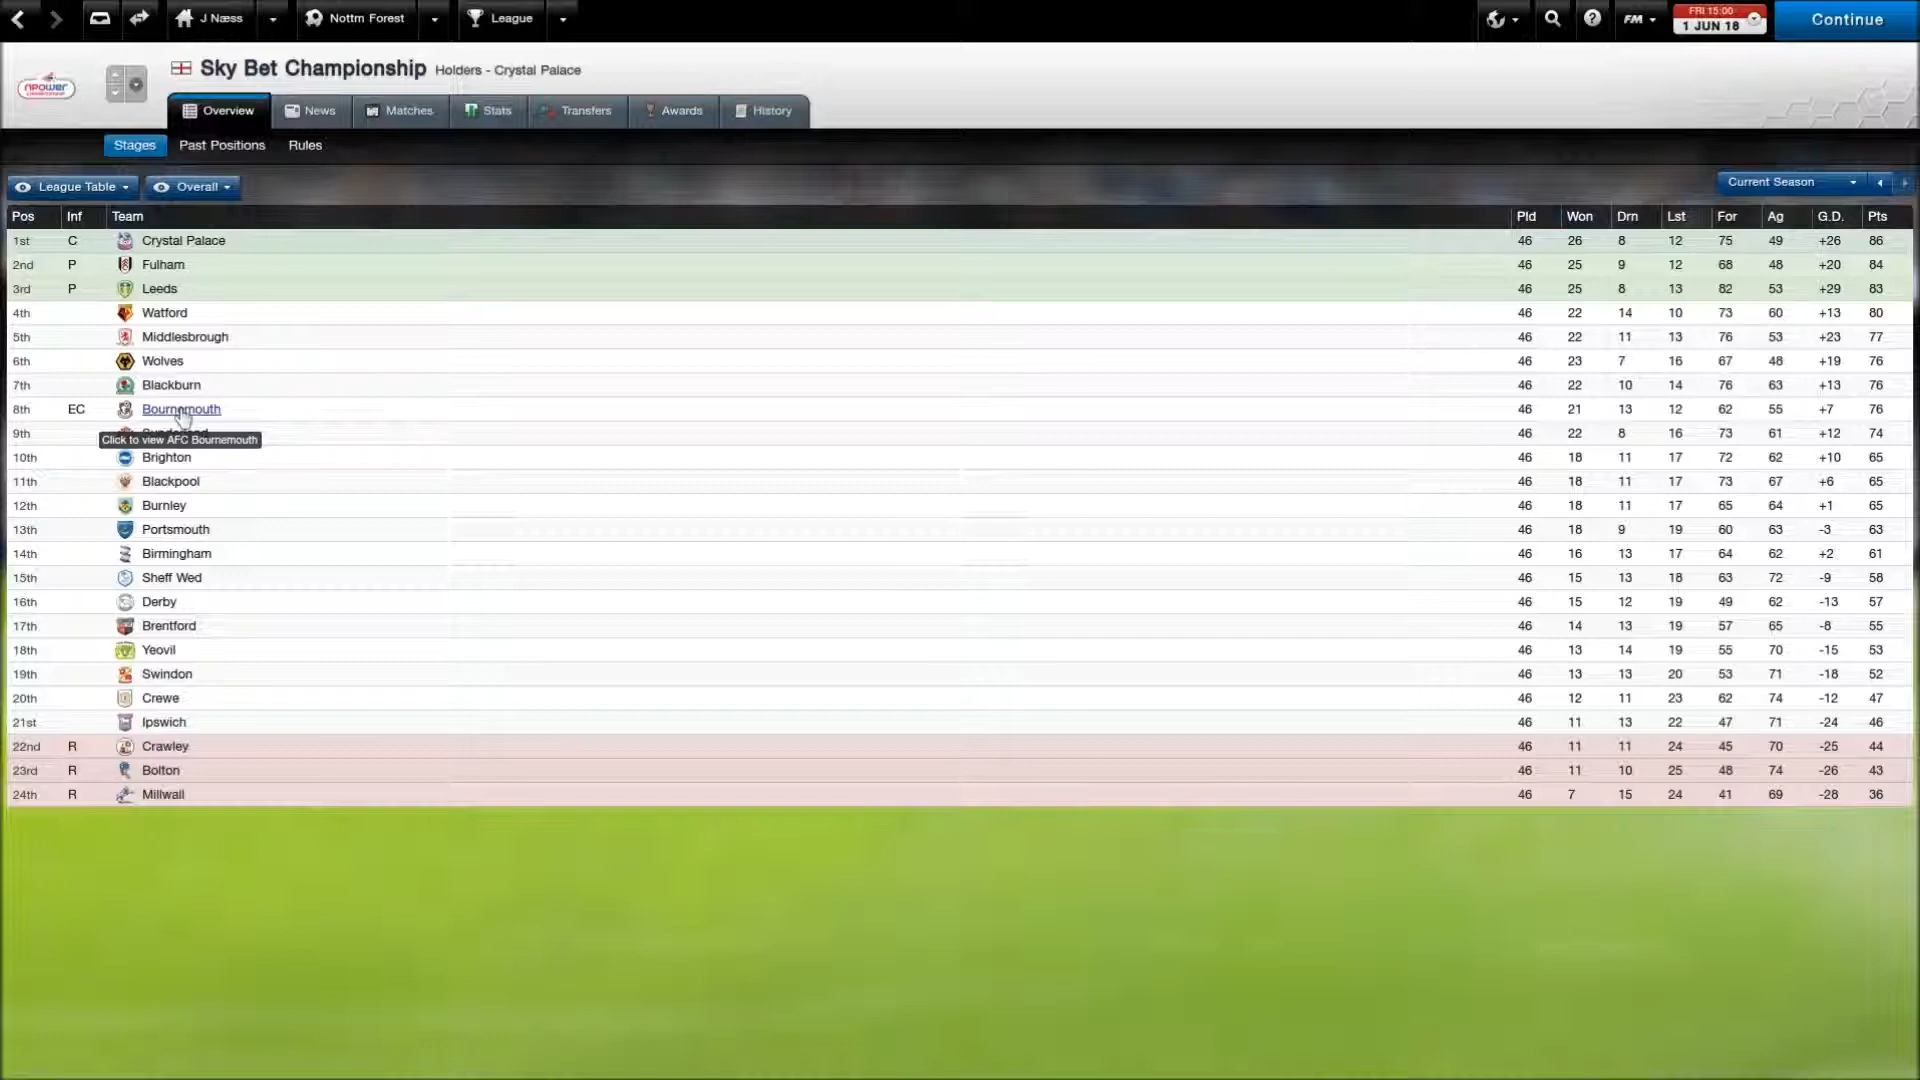 J Næss
Nottm Forest
League
FM
FRI 15:00
1 JUN 18
Continue
npower
Sky Bet Championship Holders - Crystal Palace
Overview News Matches Stats Transfers Awards History
Stages Past Positions Rules
League Table Overall Current Season
Pos Inf Team Pld Won Drn Lst For Ag G.D. Pts
1st C Crystal Palace 46 26 8 12 75 49 +26 86
2nd P Fulham 46 25 9 12 68 48 +20 84
3rd P Leeds 46 25 8 13 82 53 +29 83
4th Watford 46 22 14 10 73 60 +13 80
5th Middlesbrough 46 22 11 13 76 53 +23 77
6th Wolves 46 23 7 16 67 48 +19 76
7th Blackburn 46 22 10 14 76 63 +13 76
8th EC Bournemouth 46 21 13 12 62 55 +7 76
9th 46 22 8 16 73 61 +12 74
Click to view AFC Bournemouth
10th Brighton 46 18 11 17 72 62 +10 65
11th Blackpool 46 18 11 17 73 67 +6 65
12th Burnley 46 18 11 17 65 64 +1 65
13th Portsmouth 46 18 9 19 60 63 -3 63
14th Birmingham 46 16 13 17 64 62 +2 61
15th Sheff Wed 46 15 13 18 63 72 -9 58
16th Derby 46 15 12 19 49 62 -13 57
17th Brentford 46 14 13 19 57 65 -8 55
18th Yeovil 46 13 14 19 55 70 -15 53
19th Swindon 46 13 13 20 53 71 -18 52
20th Crewe 46 12 11 23 62 74 -12 47
21st Ipswich 46 11 13 22 47 71 -24 46
22nd R Crawley 46 11 11 24 45 70 -25 44
23rd R Bolton 46 11 10 25 48 74 -26 43
24th R Millwall 46 7 15 24 41 69 -28 36